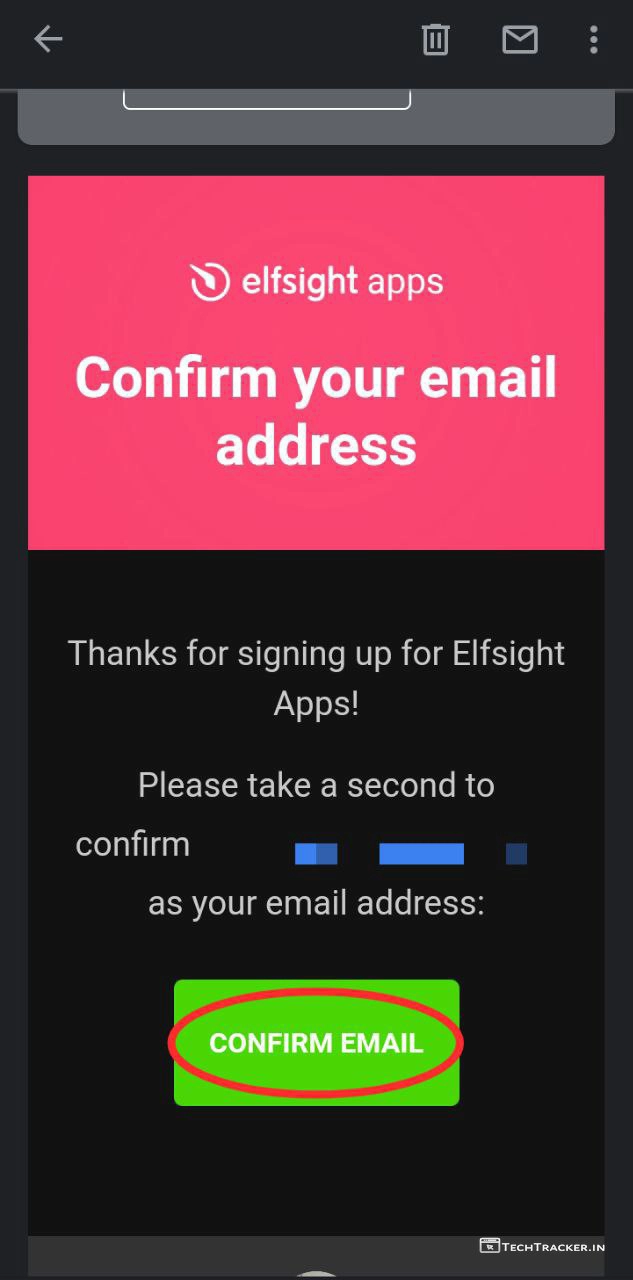 elfsight apps
Confirm your email
address
Thanks for signing up for Elfsight
Apps!
Please take a second to
confirm
as your email address:
CONFIRM EMAIL
TECHTRACKER.IN